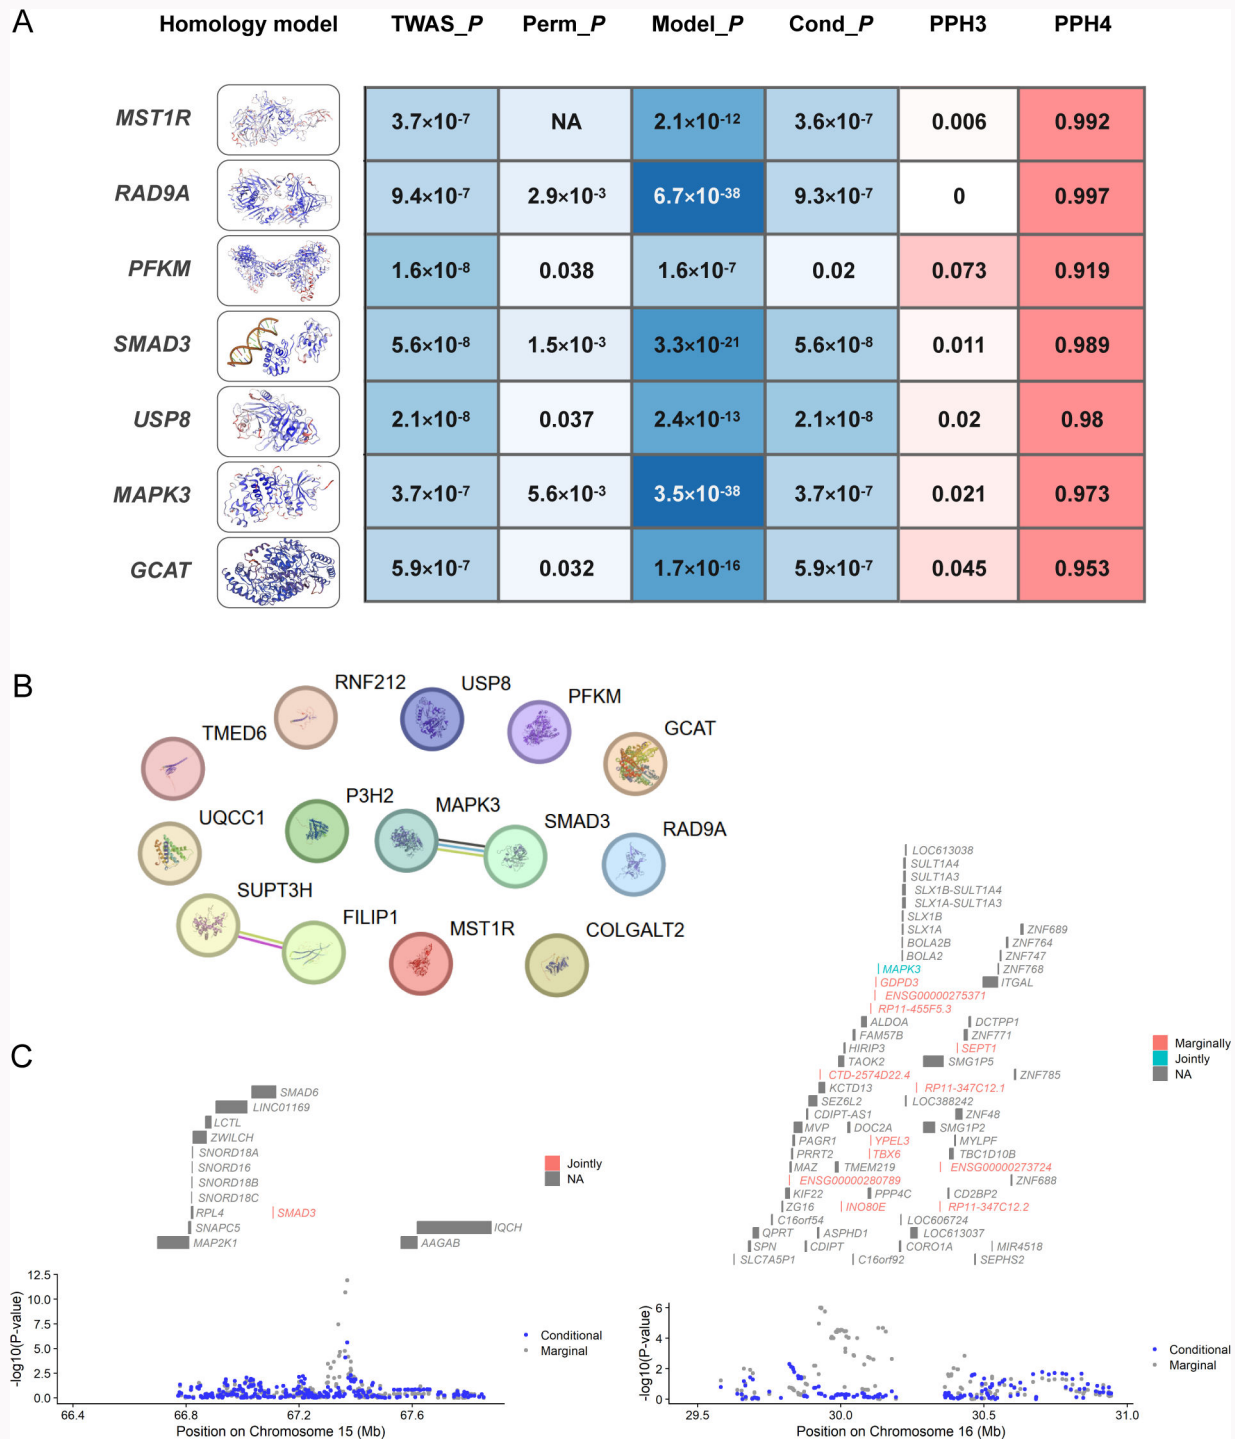 A
Homology model TWAS_P Perm_P Model_P Cond_P PPH3 PPH4
MST1R 3.7×10-7 NA 2.1×10-12 3.6×10-7 0.006 0.992
RAD9A 9.4×10-7 2.9×10-3 6.7×10-38 9.3×10-7 0 0.997
PFKM 1.6×10-8 0.038 1.6×10-7 0.02 0.073 0.919
SMAD3 5.6×10-8 1.5×10-3 3.3×10-21 5.6×10-8 0.011 0.989
USP8 2.1×10-8 0.037 2.4×10-13 2.1×10-8 0.02 0.98
MAPK3 3.7×10-7 5.6×10-3 3.5×10-38 3.7×10-7 0.021 0.973
GCAT 5.9×10-7 0.032 1.7×10-16 5.9×10-7 0.045 0.953
B
RNF212 USP8 PFKM
TMED6 GCAT
UQCC1 P3H2 MAPK3 SMAD3 RAD9A
SUPT3H FILIP1 MST1R COLGALT2
C
SMAD6
LINC01169
LCTL
ZWILCH
SNORD18A
SNORD16
SNORD18B
SNORD18C
RPL4 SMAD3
SNAPC5 IQCH
MAP2K1 AAGAB
Jointly
NA
-log10(P-value)
12.5
10.0
7.5
5.0
2.5
0.0
66.4 66.8 67.2 67.6
Position on Chromosome 15 (Mb)
Conditional
Marginal
LOC613038
SULT1A4
SULT1A3
SLX1B-SULT1A4
SLX1A-SULT1A3
SLX1B
SLX1A ZNF689
BOLA2B ZNF764
BOLA2 ZNF747
MAPK3 ZNF768
GDPD3 ITGAL
ENSG00000275371
RP11-455F5.3
ALDOA DCTPP1
FAM57B ZNF771
HIRIP3 SEPT1
TAOK2 SMG1P5
CTD-2574D22.4 ZNF785
KCTD13 RP11-347C12.1
SEZ6L2 LOC388242
CDIPT-AS1 ZNF48
MVP DOC2A SMG1P2
PAGR1 YPEL3 MYLPF
PRRT2 TBX6 TBC1D10B
MAZ TMEM219 ENSG00000273724
ENSG00000280789 ZNF688
KIF22 PPP4C CD2BP2
ZG16 INO80E RP11-347C12.2
C16orf54 LOC606724
QPRT ASPHD1 LOC613037
SPN CDIPT CORO1A MIR4518
SLC7A5P1 C16orf92 SEPHS2
Marginally
Jointly
NA
-log10(P-value)
6
4
2
0
29.5 30.0 30.5 31.0
Position on Chromosome 16 (Mb)
Conditional
Marginal